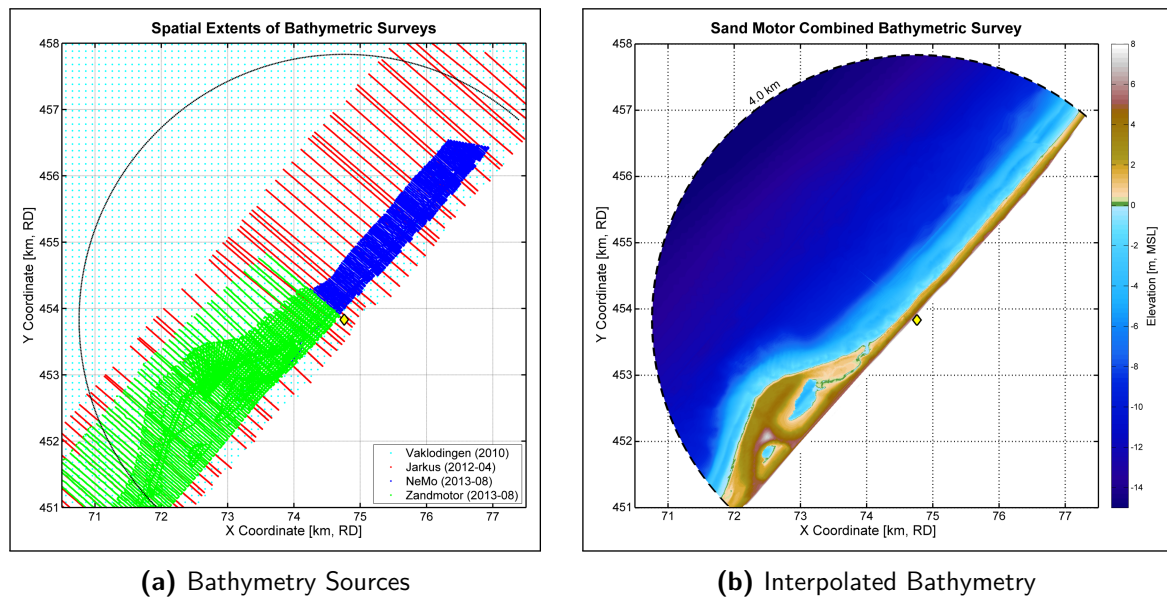 Spatial Extents of Bathymetric Surveys
458
457
456
455
454
453
452
451
Y Coordinate [km, RD]
Vaklodingen (2010)
Jarkus (2012-04)
NeMo (2013-08)
Zandmotor (2013-08)
71 72 73 74 75 76 77
X Coordinate [km, RD]
(a) Bathymetry Sources
Sand Motor Combined Bathymetric Survey
458
457
456
455
454
453
452
451
Y Coordinate [km, RD]
4.0 km
71 72 73 74 75 76 77
X Coordinate [km, RD]
8
6
4
2
0
-2
-4
-6
-8
-10
-12
-14
Elevation [m, MSL]
(b) Interpolated Bathymetry